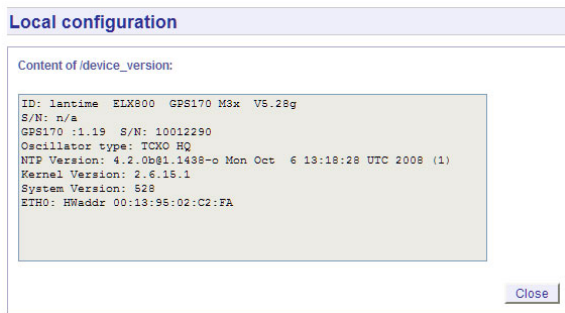 Local configuration
Content of /device_version:
ID: lantime  ELX800  GPS170 M3x  V5.28g
S/N: n/a
GPS170 :1.19  S/N: 10012290
Oscillator type: TCXO HQ
NTP Version: 4.2.0b@1.1438-o Mon Oct  6 13:18:28 UTC 2008 (1)
Kernel Version: 2.6.15.1
System Version: 528
ETH0: HWaddr 00:13:95:02:C2:FA
Close